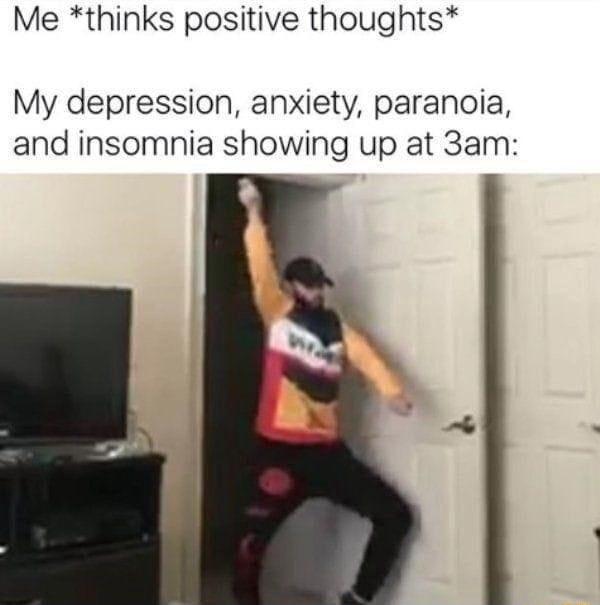 Me *thinks positive thoughts*
My depression, anxiety, paranoia,
and insomnia showing up at 3am: